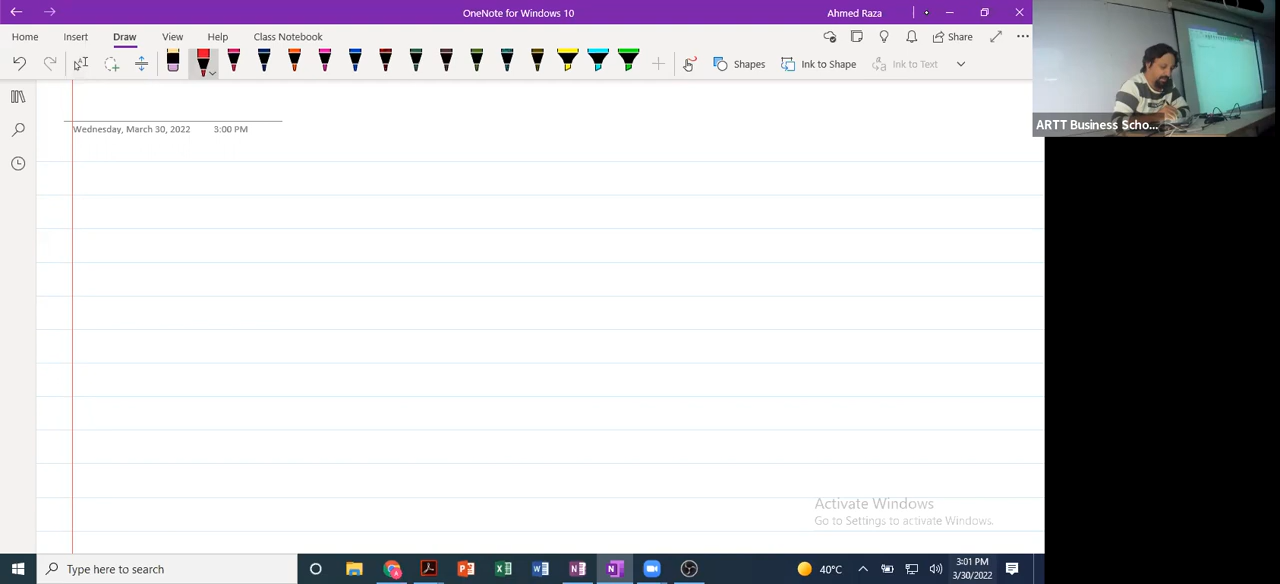 OneNote for Windows 10
Ahmed Raza
Home
Insert
Draw
View
Help
Class Notebook
Share
Shapes
Ink to Shape
Ink to Text
ARTT Business Scho...
Wednesday, March 30, 2022
3:00 PM
Activate Windows
Go to Settings to activate Windows.
Type here to search
40°C
3:01 PM
3/30/2022